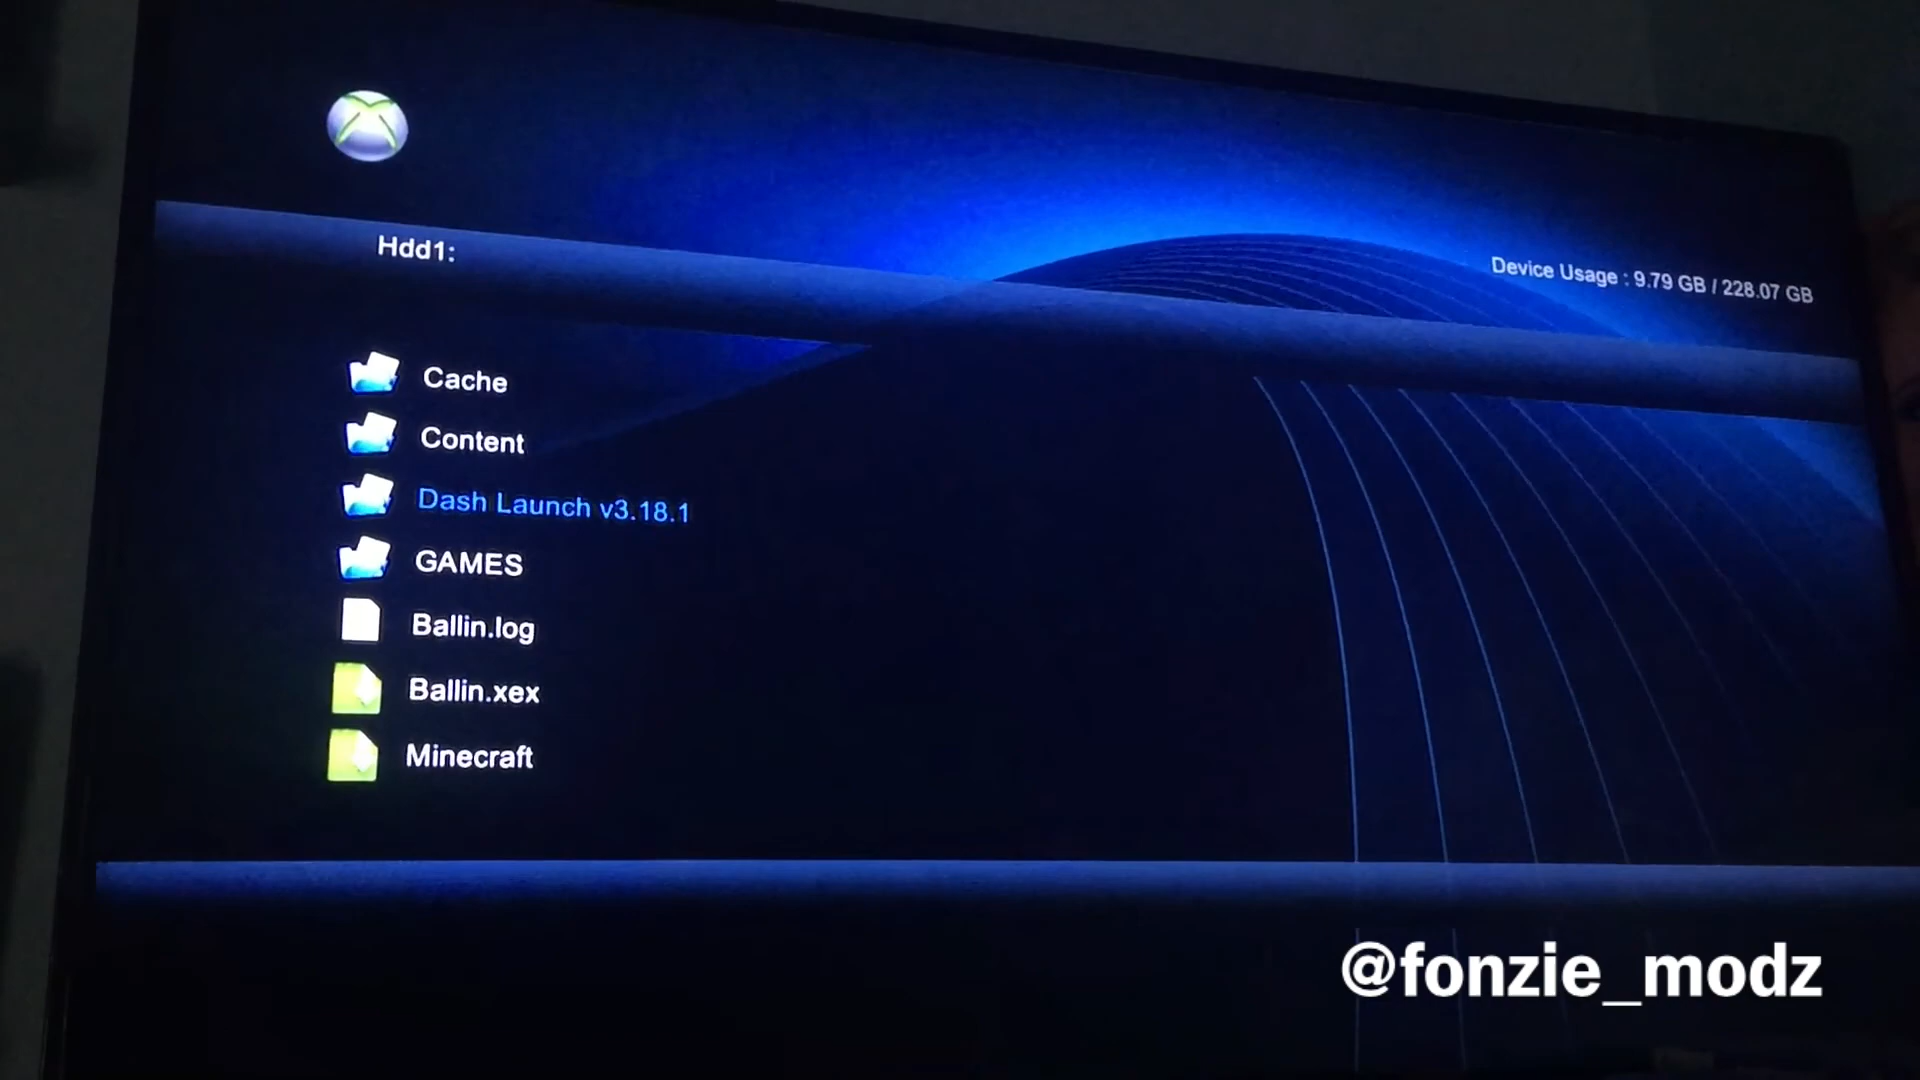 Hdd1:
Device Usage : 9.79 GB / 228.07 GB
Cache
Content
Dash Launch v3.18.1
GAMES
Ballin.log
Ballin.xex
Minecraft
@fonzie_modz